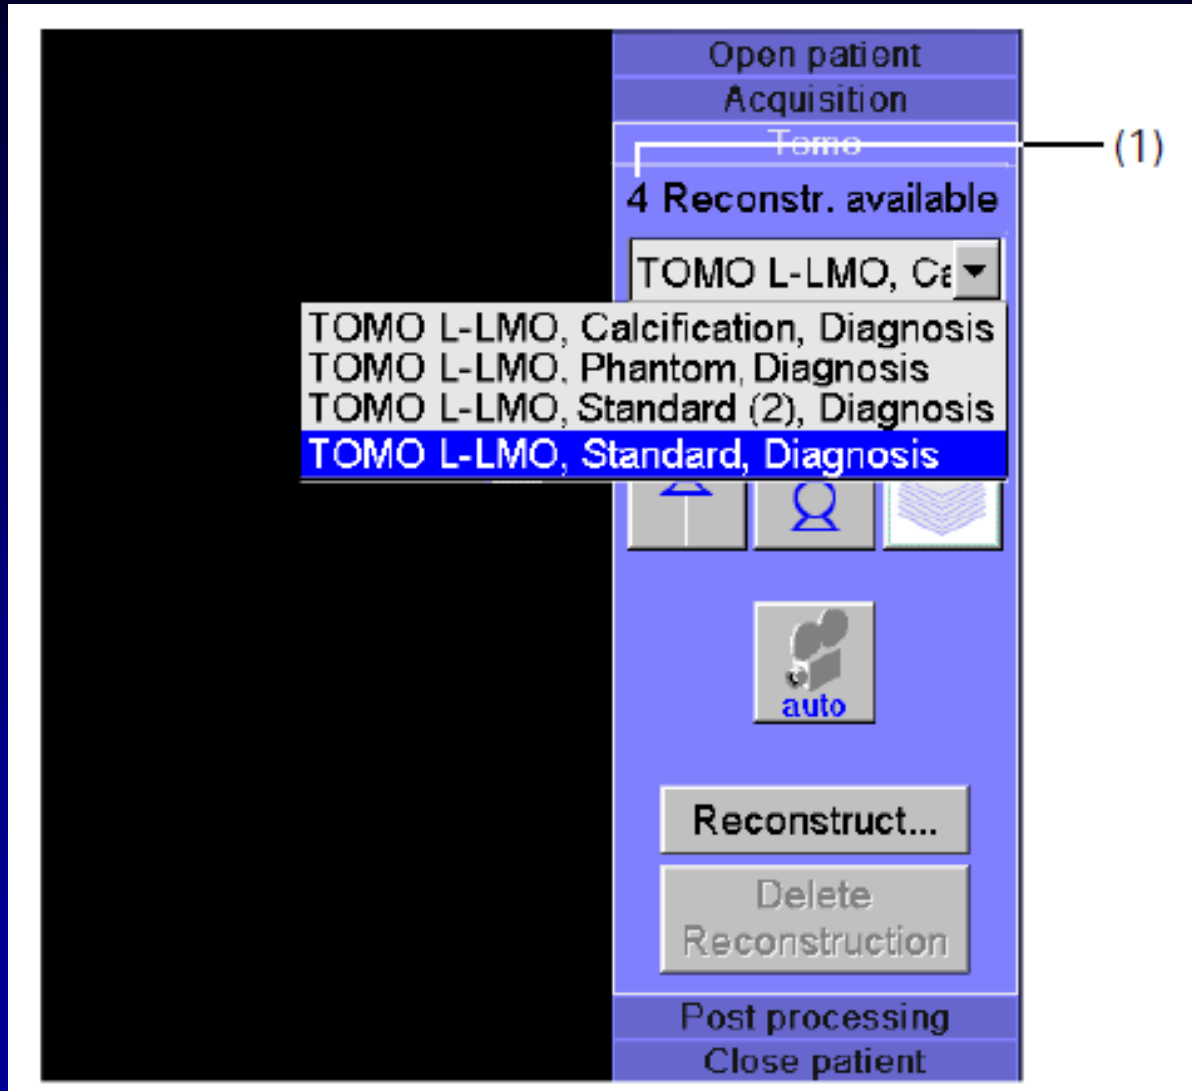 Open patient
Acquisition
Tomo
(1)
4 Reconstr. available
TOMO L-LMO, Ca
TOMO L-LMO, Calcification, Diagnosis
TOMO L-LMO, Phantom, Diagnosis
TOMO L-LMO, Standard (2), Diagnosis
TOMO L-LMO, Standard, Diagnosis
auto
Reconstruct...
Delete
Reconstruction
Post processing
Close patient